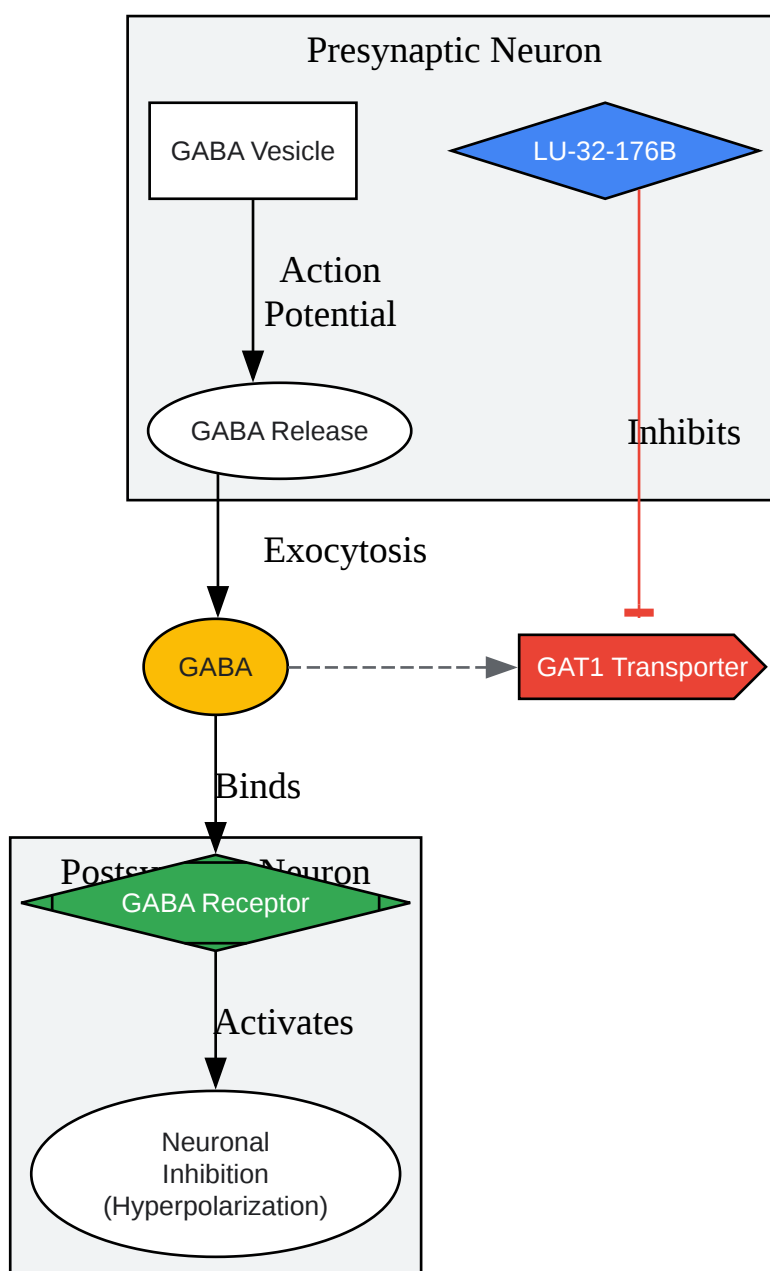 Presynaptic Neuron
GABA Vesicle
LU-32-176B
Action
Potential
GABA Release
Inhibits
Exocytosis
GABA
GAT1 Transporter
Binds
Neuron
GABA Receptor
Activates
Neuronal
Inhibition
(Hyperpolarization)